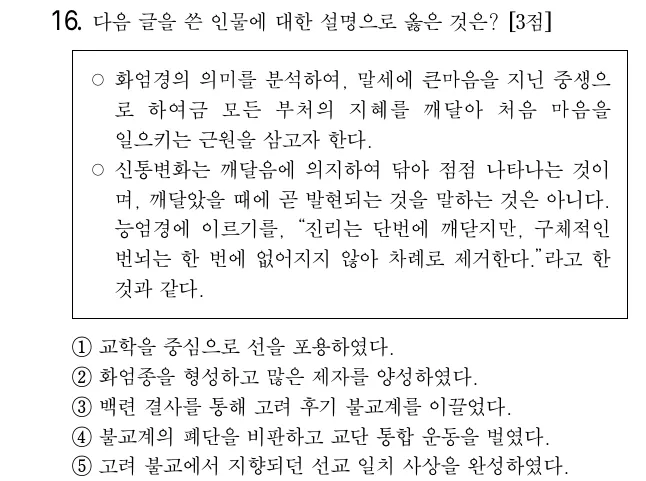 16. 다음 글을 쓴 인물에 대한 설명으로 옳은 것은? [3점]
○ 화엄경의 의미를 분석하여, 말세에 큰마음을 지닌 중생으
로 하여금 모든 부처의 지혜를 깨달아 처음 마음을
일으키는 근원을 삼고자 한다.
○ 신통변화는 깨달음에 의지하여 닦아 점점 나타나는 것이
며, 깨달았을 때에 곧 발현되는 것을 말하는 것은 아니다.
능엄경에 이르기를, “진리는 단번에 깨닫지만, 구체적인
번뇌는 한 번에 없어지지 않아 차례로 제거한다.”라고 한
것과 같다.
① 교학을 중심으로 선을 포용하였다.
② 화엄종을 형성하고 많은 제자를 양성하였다.
③ 백련 결사를 통해 고려 후기 불교계를 이끌었다.
④ 불교계의 폐단을 비판하고 교단 통합 운동을 벌였다.
⑤ 고려 불교에서 지향되던 선교 일치 사상을 완성하였다.